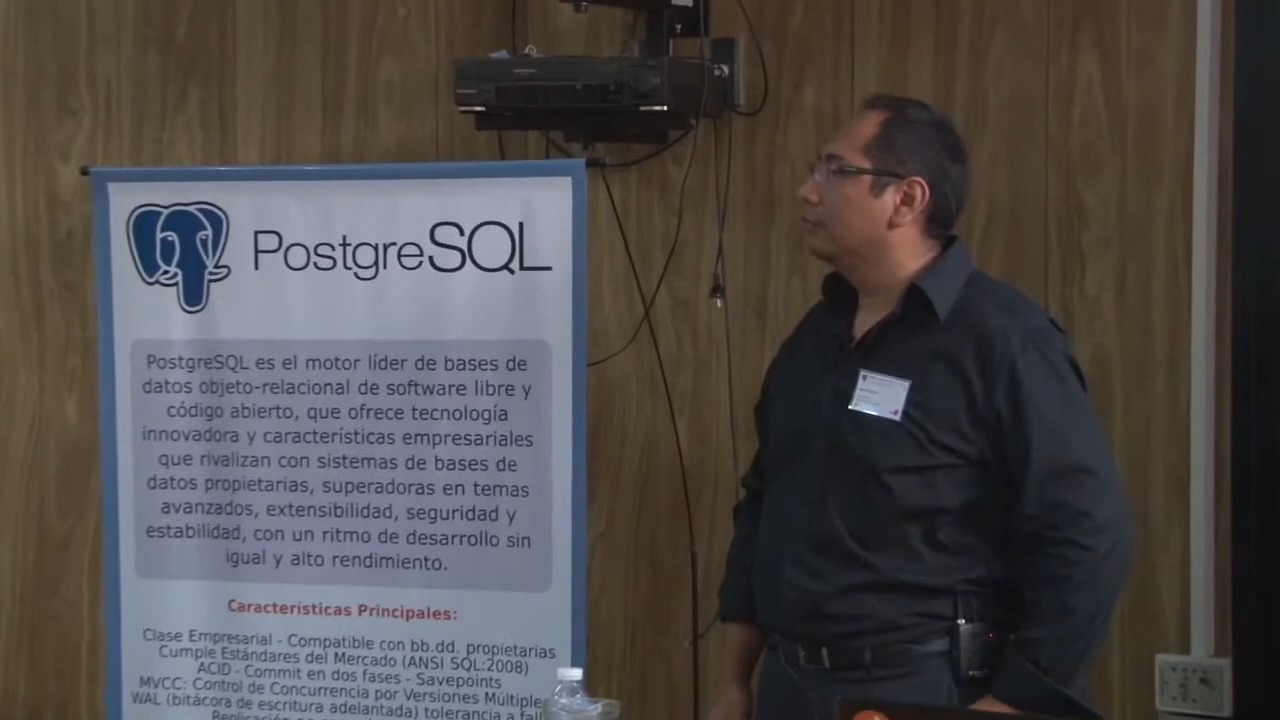 PostgreSQL
PostgreSQL es el motor líder de bases de
datos objeto-relacional de software libre y
código abierto, que ofrece tecnología
innovadora y características empresariales
que rivalizan con sistemas de bases de
datos propietarias, superadoras en temas
avanzados, extensibilidad, seguridad y
estabilidad, con un ritmo de desarrollo sin
igual y alto rendimiento.
Características Principales:
Clase Empresarial - Compatible con bb.dd. propietarias
Cumple Estándares del Mercado (ANSI SQL:2008)
ACID - Commit en dos fases - Savepoints
MVCC: Control de Concurrencia por Versiones Múltiple
WAL (bitácora de escritura adelantada) tolerancia a fall